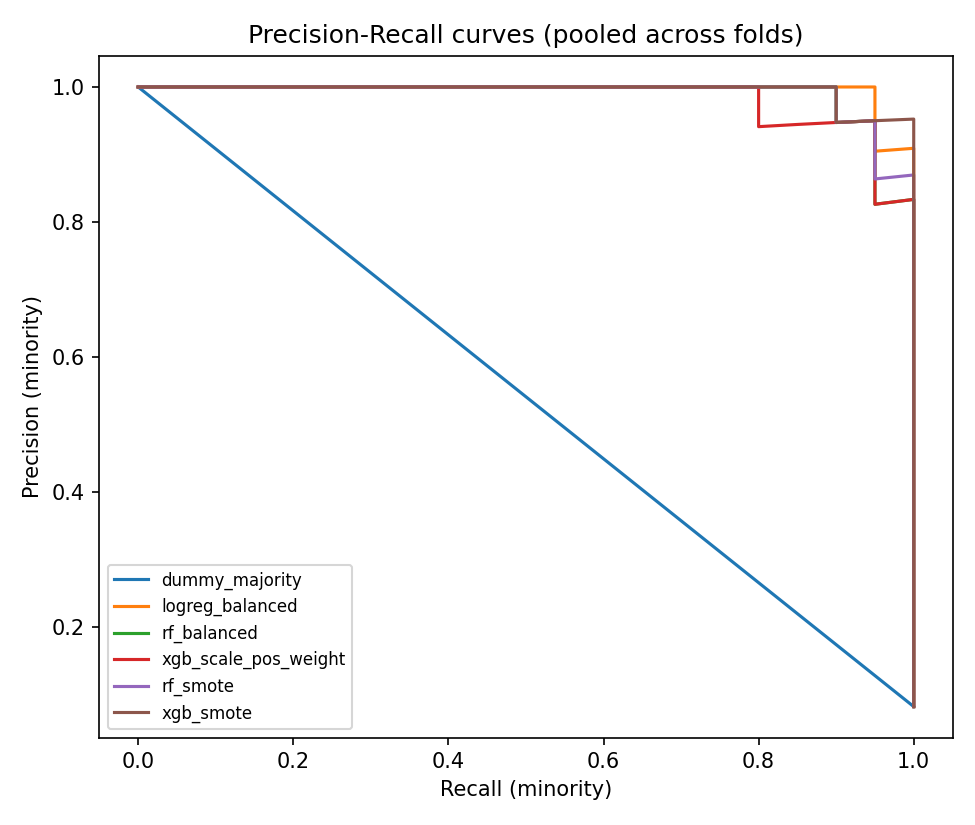 Precision-Recall curves (pooled across folds)
1.0
0.8
0.6
0.4
0.2
Precision (minority)
dummy_majority
logreg_balanced
rf_balanced
xgb_scale_pos_weight
rf_smote
xgb_smote
0.0 0.2 0.4 0.6 0.8 1.0
Recall (minority)